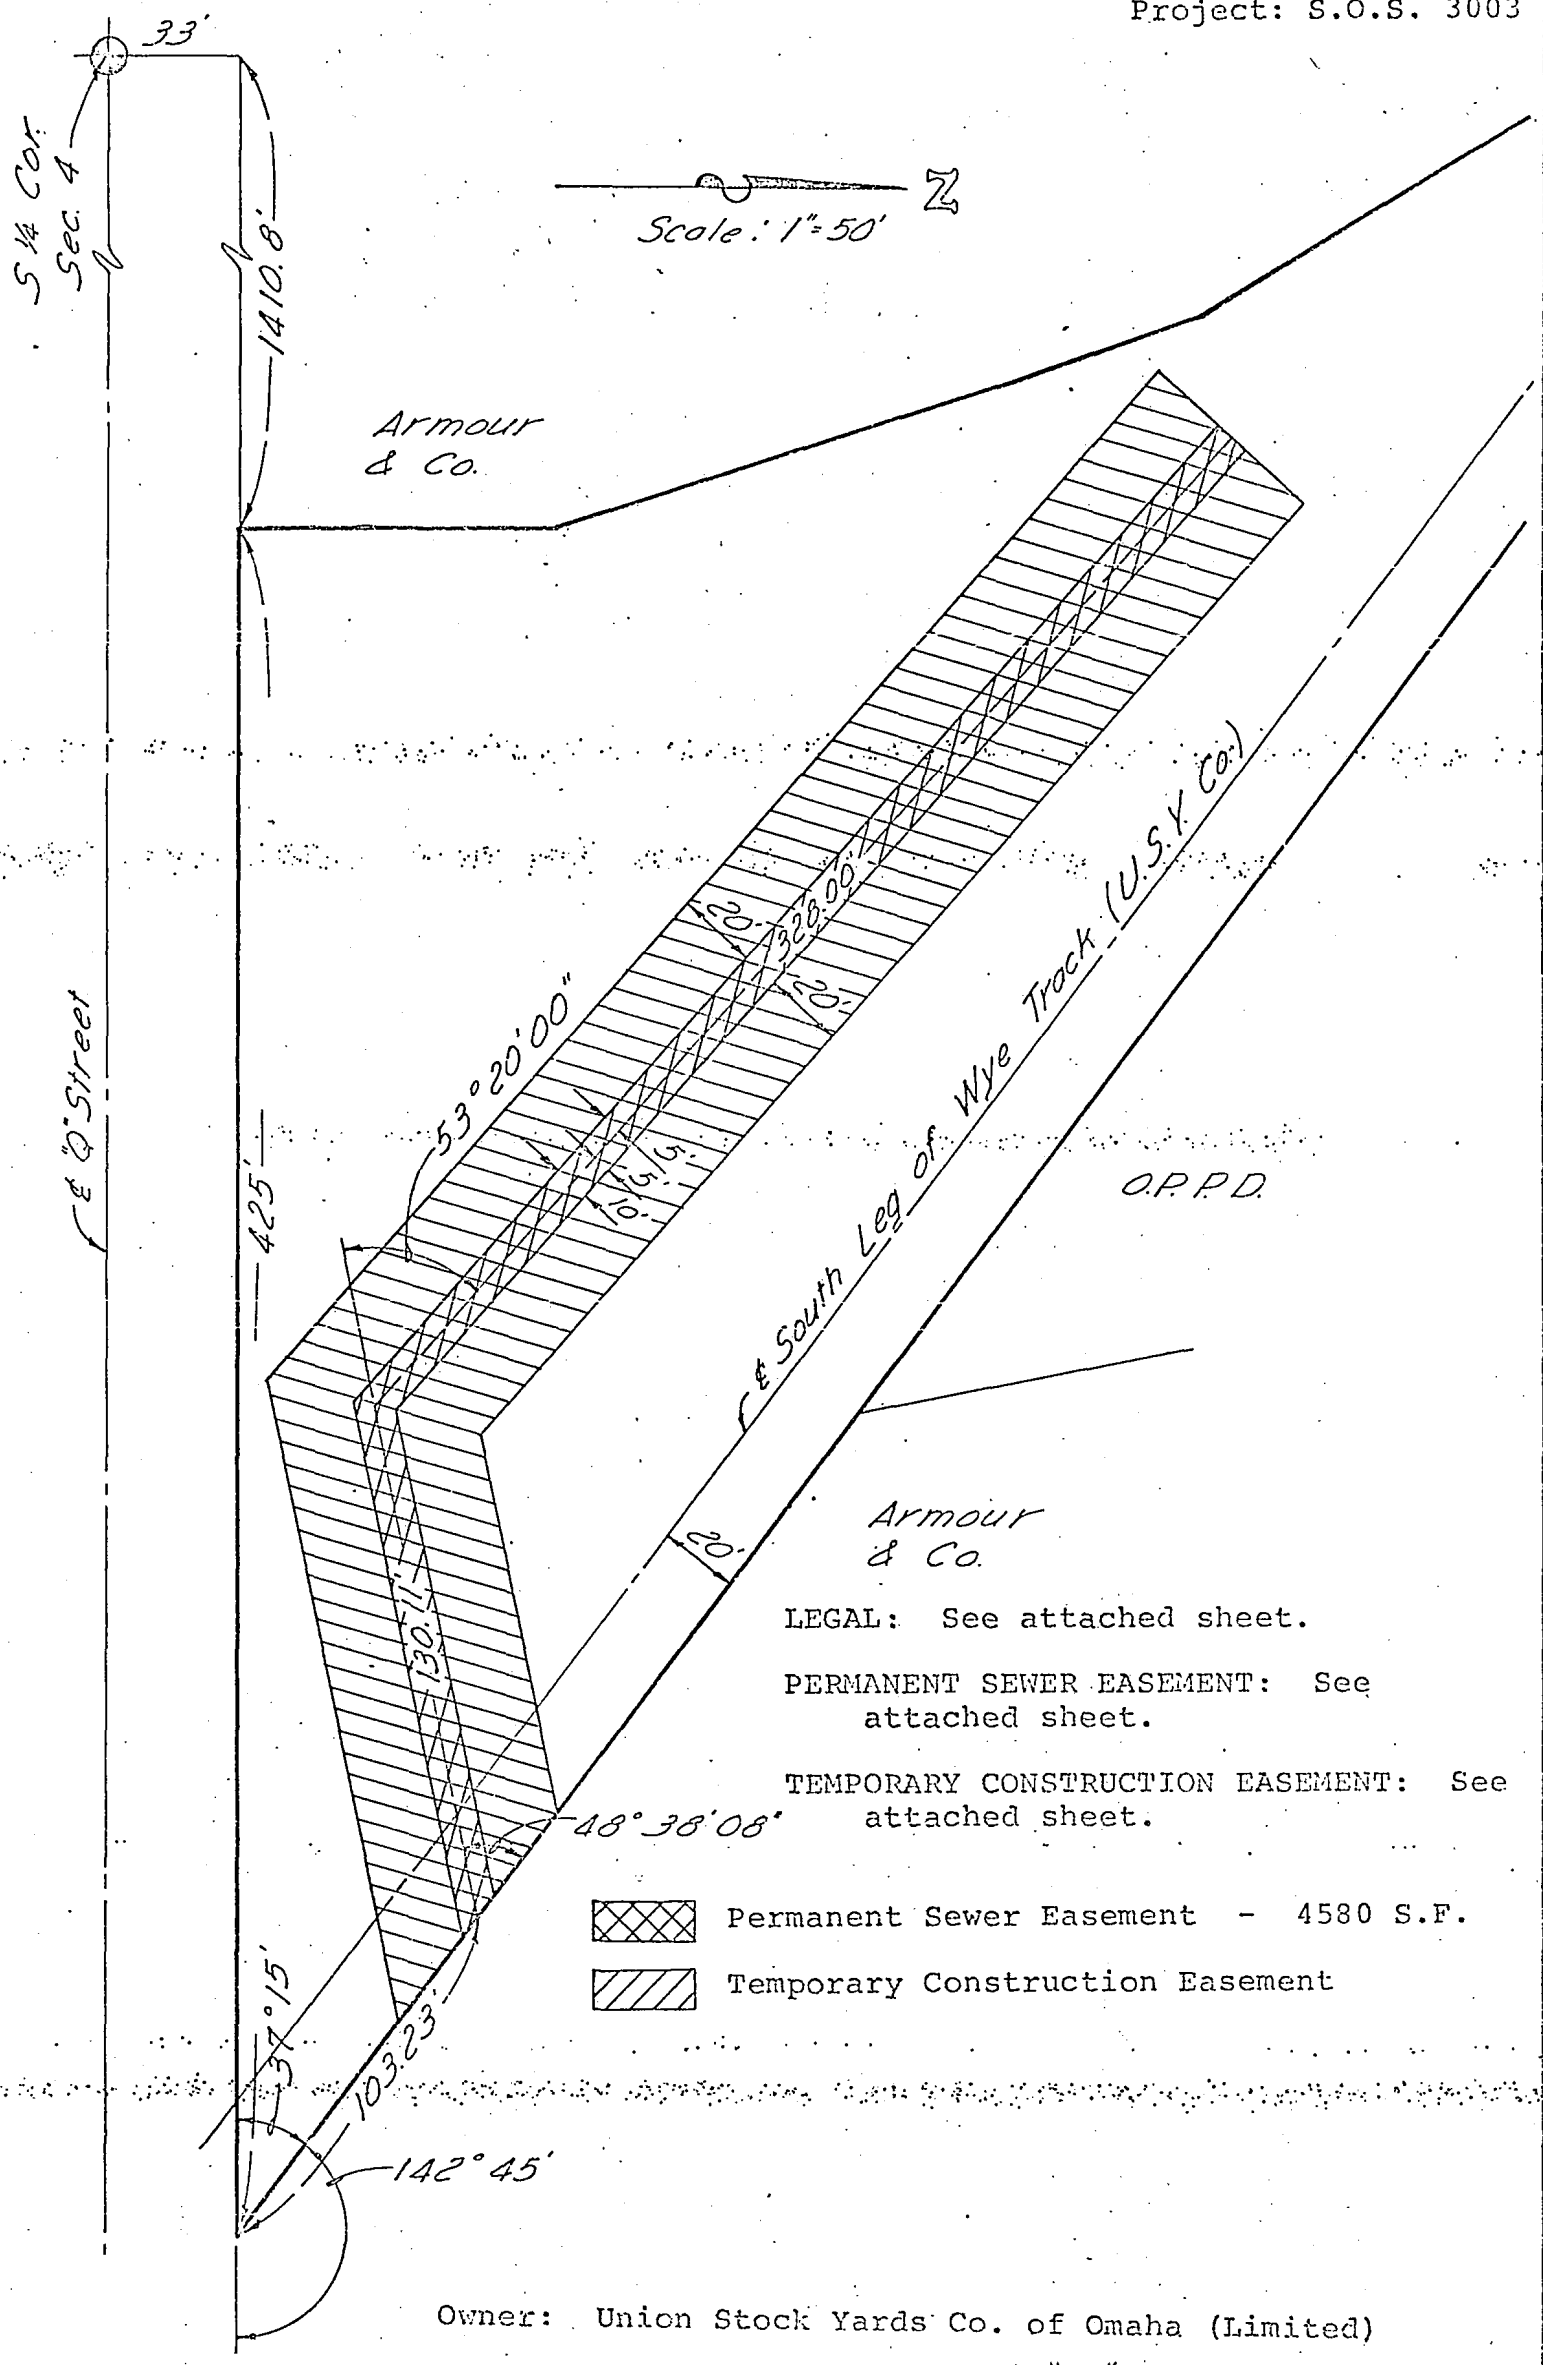 Project: S.O.S. 3003
33'
S 1/4 Cor.
Sec. 4
1410.8'
N
Scale: 1"=50'
Armour
& Co.
℄ "Q" Street
425'
53°20'00"
20'
328.00'
20'
5'
5'
10'
℄ South Leg of Wye Track (U.S.Y. Co.)
O.P.P.D.
130.11'
20'
Armour
& Co.
LEGAL: See attached sheet.
PERMANENT SEWER EASEMENT: See
attached sheet.
TEMPORARY CONSTRUCTION EASEMENT: See
attached sheet.
48°38'08"
Permanent Sewer Easement - 4580 S.F.
Temporary Construction Easement
37°15'
103.23'
142°45'
Owner: Union Stock Yards Co. of Omaha (Limited)